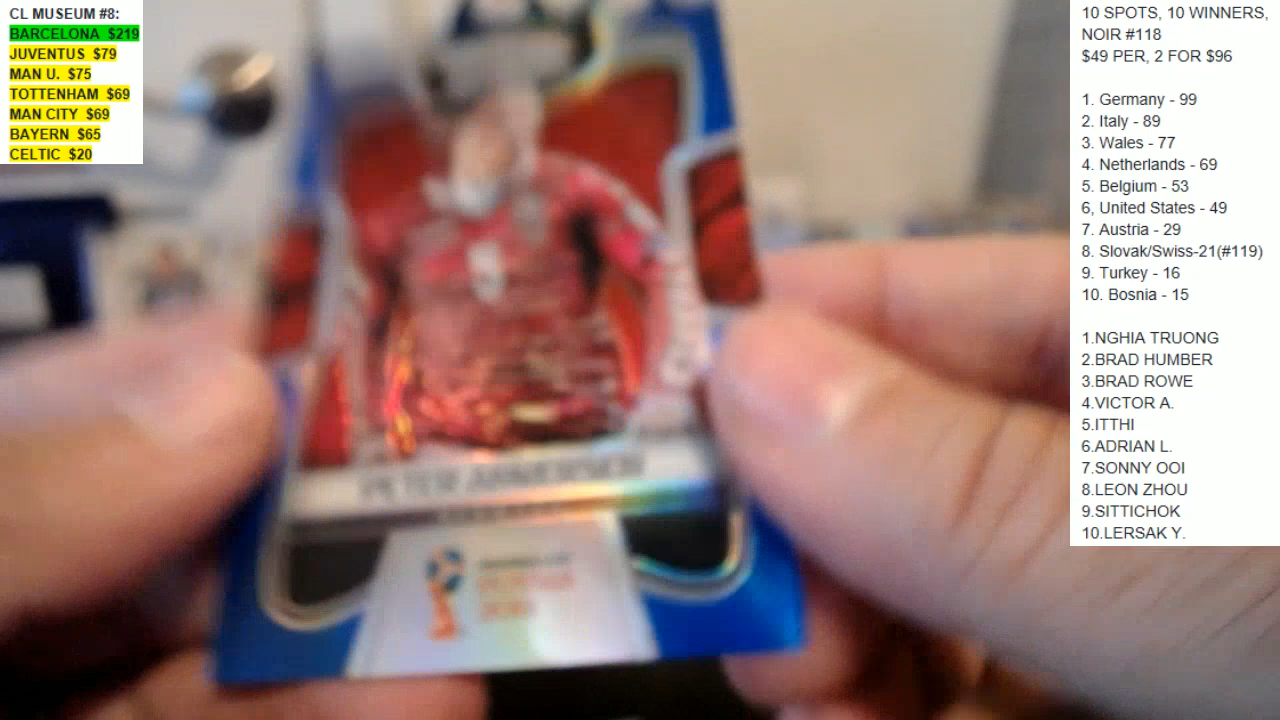 CL MUSEUM #8:
BARCELONA $219
JUVENTUS $79
MAN U. $75
TOTTENHAM $69
MAN CITY $69
BAYERN $65
CELTIC $20
10 SPOTS, 10 WINNERS,
NOIR #118
$49 PER, 2 FOR $96
1. Germany - 99
2. Italy - 89
3. Wales - 77
4. Netherlands - 69
5. Belgium - 53
6, United States - 49
7. Austria - 29
8. Slovak/Swiss-21(#119)
9. Turkey - 16
10. Bosnia - 15
1.NGHIA TRUONG
2.BRAD HUMBER
3.BRAD ROWE
4.VICTOR A.
5.ITTHI
6.ADRIAN L.
7.SONNY OOI
8.LEON ZHOU
9.SITTICHOK
10.LERSAK Y.
PETER